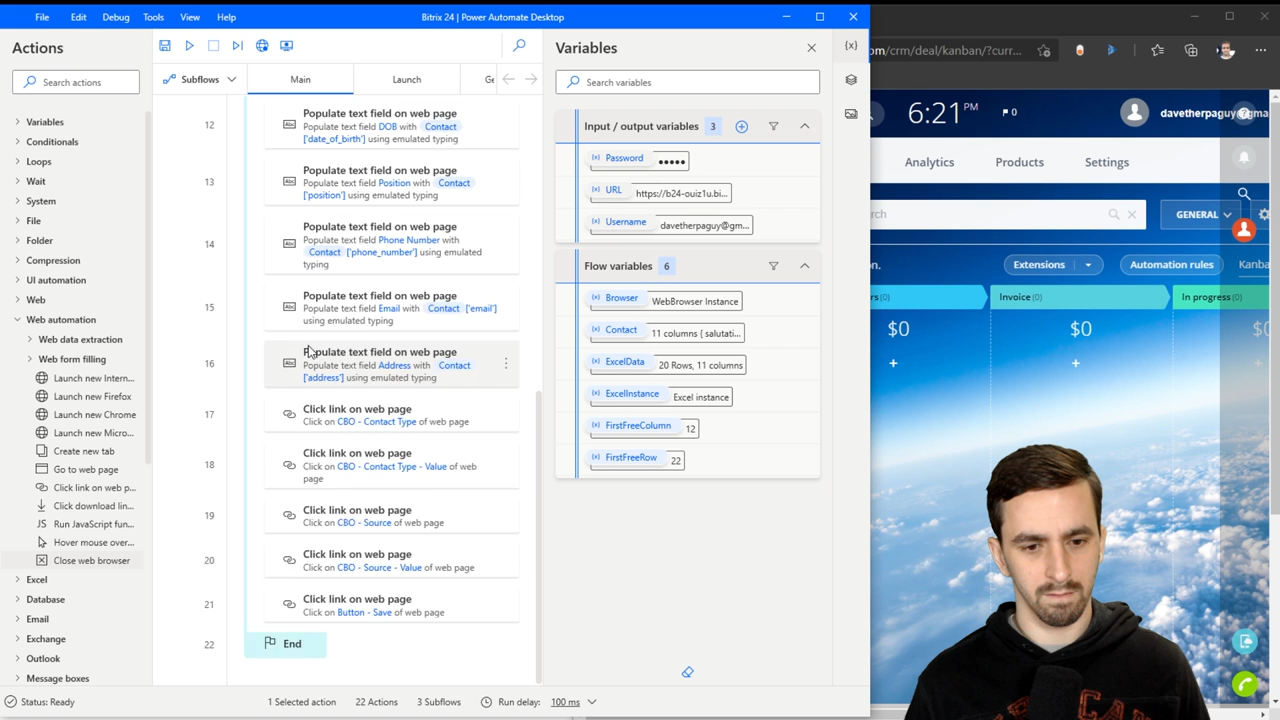 File Edit Debug Tools View Help
Bitrix 24 | Power Automate Desktop
Actions
Search actions
Variables
Conditionals
Loops
Wait
System
File
Folder
Compression
UI automation
Web
Web automation
Web data extraction
Web form filling
Launch new Intern...
Launch new Firefox
Launch new Chrome
Launch new Micro...
Create new tab
Go to web page
Click link on web p...
Click download lin...
Run JavaScript fun...
Hover mouse over...
Close web browser
Excel
Database
Email
Exchange
Outlook
Message boxes
Subflows
Main
Launch
12
Populate text field on web page
Populate text field DOB with Contact
['date_of_birth'] using emulated typing
13
Populate text field on web page
Populate text field Position with Contact
['position'] using emulated typing
14
Populate text field on web page
Populate text field Phone Number with
Contact ['phone_number'] using emulated
typing
15
Populate text field on web page
Populate text field Email with Contact ['email']
using emulated typing
16
Populate text field on web page
Populate text field Address with Contact
['address'] using emulated typing
17
Click link on web page
Click on CBO - Contact Type of web page
18
Click link on web page
Click on CBO - Contact Type - Value of web
page
19
Click link on web page
Click on CBO - Source of web page
20
Click link on web page
Click on CBO - Source - Value of web page
21
Click link on web page
Click on Button - Save of web page
22
End
Variables
{x}
Search variables
Input / output variables 3
Password •••••
URL https://b24-ouiz1u.bi...
Username davetherpaguy@gm...
Flow variables 6
Browser WebBrowser Instance
Contact 11 columns { salutati...
ExcelData 20 Rows, 11 columns
ExcelInstance Excel instance
FirstFreeColumn 12
FirstFreeRow 22
Status: Ready
1 Selected action
22 Actions
3 Subflows
Run delay: 100 ms
om/crm/deal/kanban/?curr...
6:21 PM
0
Analytics
Products
Settings
GENERAL
Extensions
Automation rules
Invoice (0)
In progress (0)
$0
$0
+
+